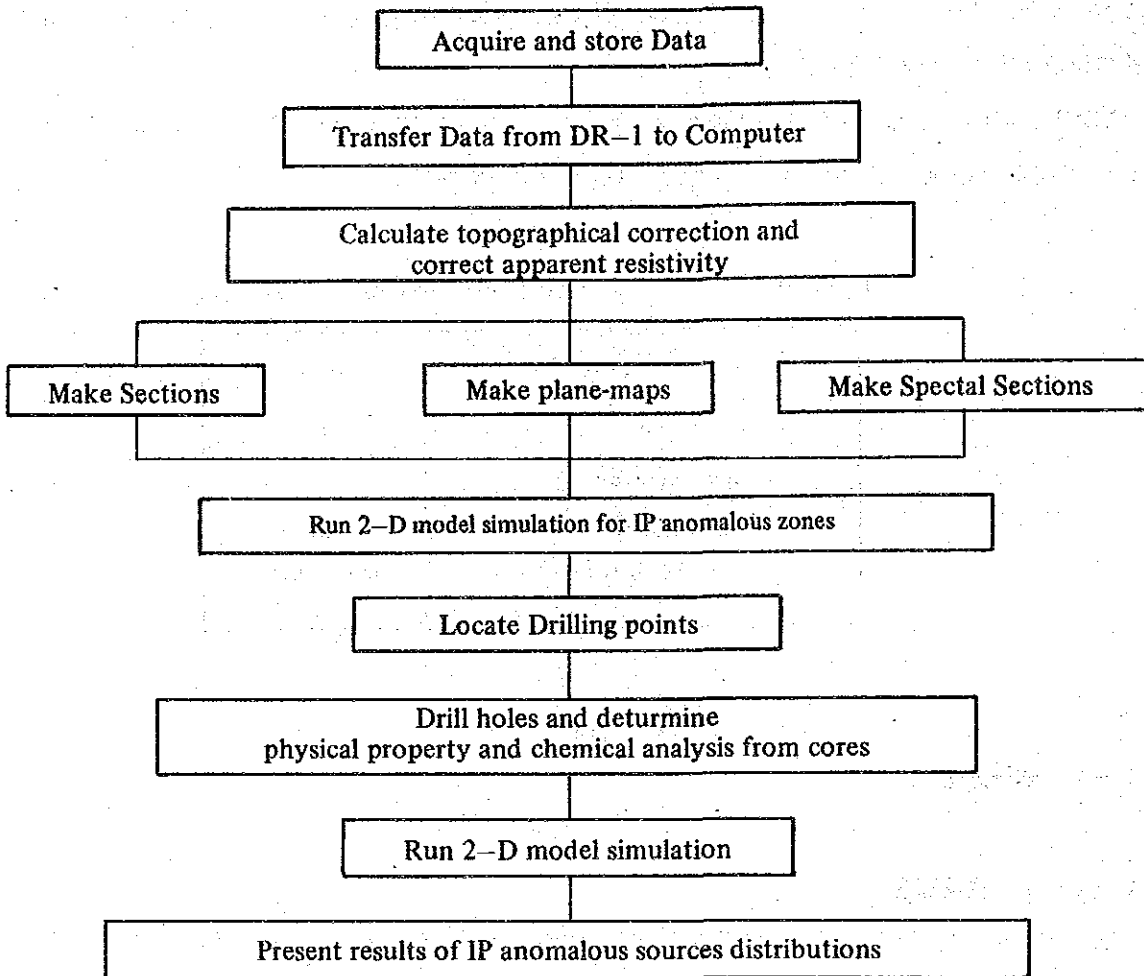 Acquire and store Data
Transfer Data from DR–1 to Computer
Calculate topographical correction and
correct apparent resistivity
Make Sections
Make plane-maps
Make Spectal Sections
Run 2–D model simulation for IP anomalous zones
Locate Drilling points
Drill holes and deturmine
physical property and chemical analysis from cores
Run 2–D model simulation
Present results of IP anomalous sources distributions